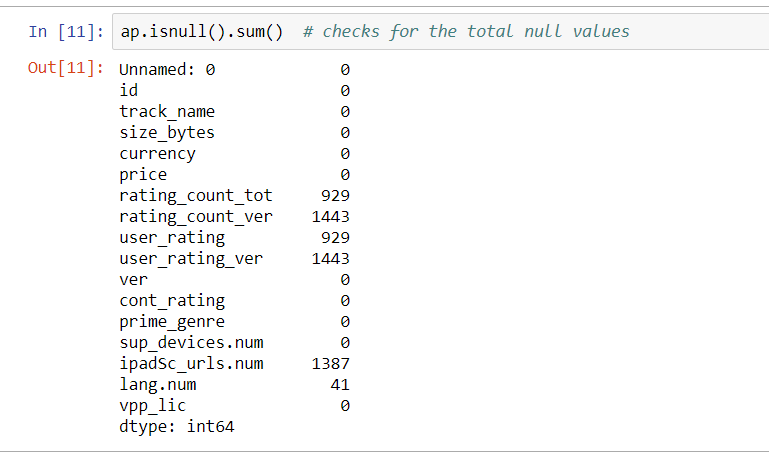 In [11]: ap.isnull().sum()  # checks for the total null values
Out[11]: Unnamed: 0 0
id 0
track_name 0
size_bytes 0
currency 0
price 0
rating_count_tot 929
rating_count_ver 1443
user_rating 929
user_rating_ver 1443
ver 0
cont_rating 0
prime_genre 0
sup_devices.num 0
ipadSc_urls.num 1387
lang.num 41
vpp_lic 0
dtype: int64